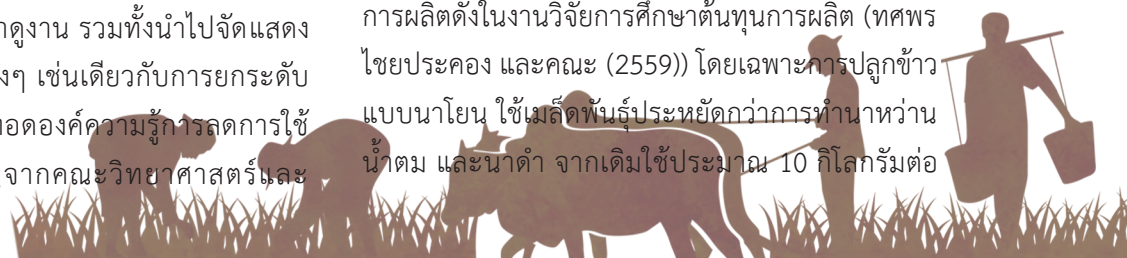 าดูงาน รวมทั้งนำไปจัดแสดง
งๆ เช่นเดียวกับการยกระดับ
อดองค์ความรู้การลดการใช้
จากคณะวิทยาศาสตร์และ
การผลิตดังในงานวิจัยการศึกษาต้นทุนการผลิต (ทศพร
ไชยประคอง และคณะ (2559)) โดยเฉพาะการปลูกข้าว
แบบนาโยน ใช้เมล็ดพันธุ์ประหยัดกว่าการทำนาหว่าน
น้ำตม และนาดำ จากเดิมใช้ประมาณ 10 กิโลกรัมต่อ